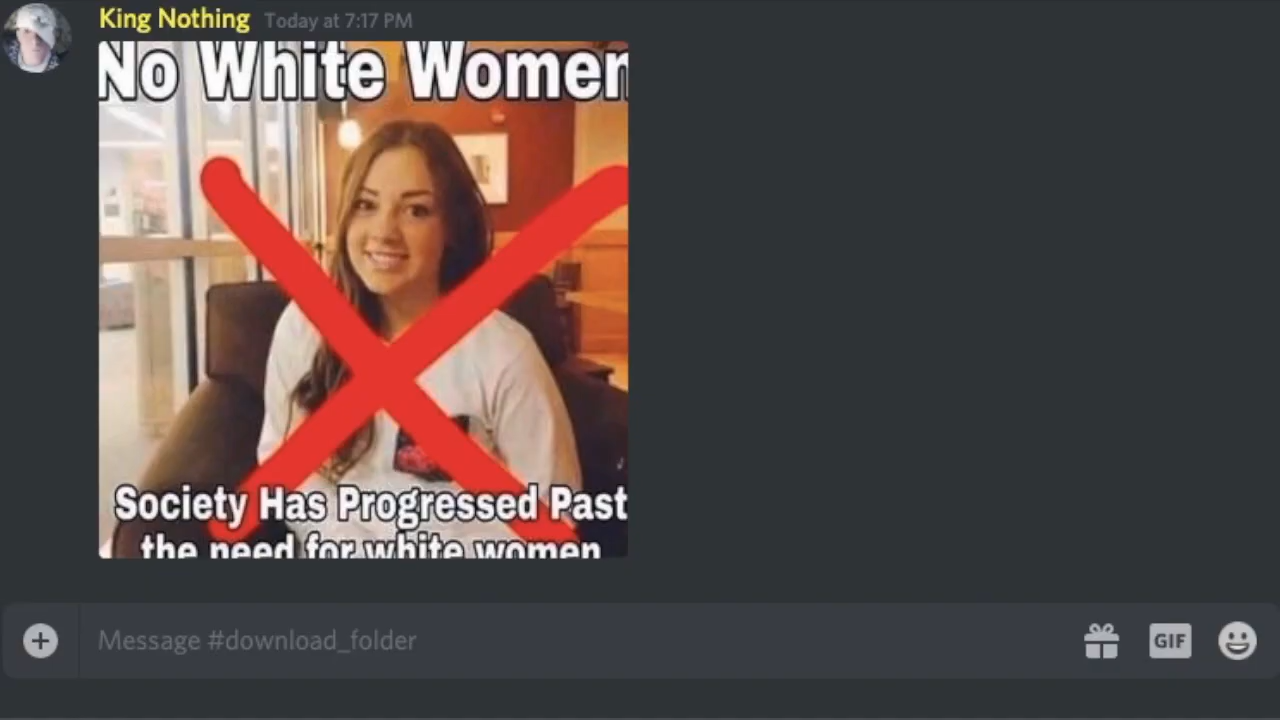 King Nothing Today at 7:17 PM
No White Women
Society Has Progressed Past
the need for white women
Message #download_folder
GIF